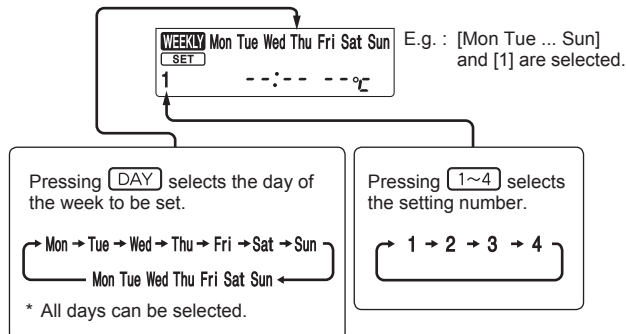 WEEKLY Mon Tue Wed Thu Fri Sat Sun
SET
1 --:-- --°C
E.g. : [Mon Tue ... Sun]
and [1] are selected.
Pressing DAY selects the day of
the week to be set.
Mon → Tue → Wed → Thu → Fri → Sat → Sun
Mon Tue Wed Thu Fri Sat Sun ←
* All days can be selected.
Pressing 1~4 selects
the setting number.
1 → 2 → 3 → 4